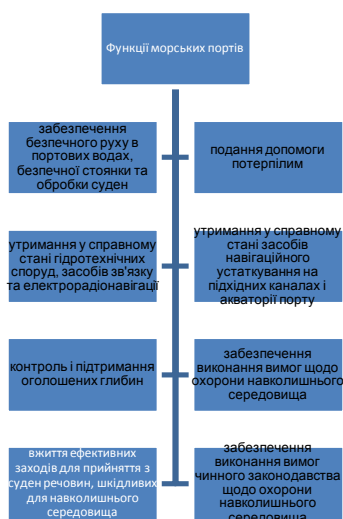 Функції морських портів
забезпечення
безпечного руху в
портових водах,
безпечної стоянки та
обробки суден
подання допомоги
потерпілим
утримання у справному
стані гідротехнічних
споруд, засобів зв'язку
та електрорадіонавігації
утримання у справному
стані засобів
навігаційного
устаткування на
підхідних каналах і
акваторії порту
контроль і підтримання
оголошених глибин
забезпечення
виконання вимог щодо
охорони навколишнього
середовища
вжиття ефективних
заходів для прийняття з
суден речовин, шкідливих
для навколишнього
середовища
забезпечення
виконання вимог
чинного законодавства
щодо охорони
навколишнього
середовища